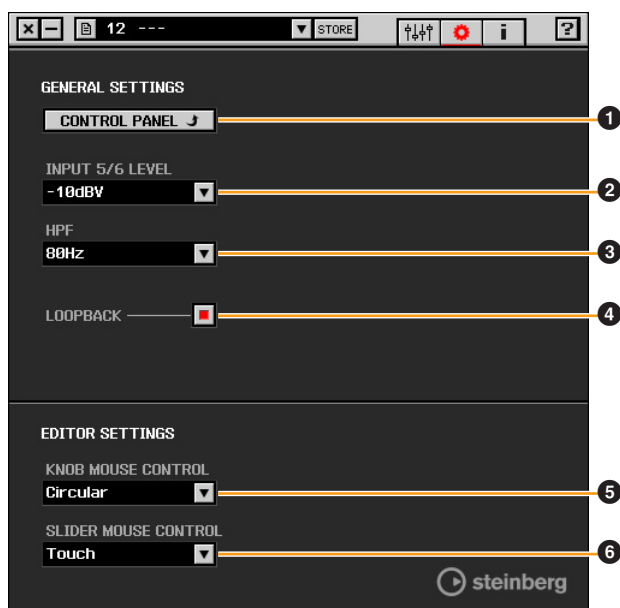 12 --- STORE i ?
GENERAL SETTINGS
CONTROL PANEL
1
INPUT 5/6 LEVEL
-10dBV
2
HPF
80Hz
3
LOOPBACK
4
EDITOR SETTINGS
KNOB MOUSE CONTROL
Circular
5
SLIDER MOUSE CONTROL
Touch
6
steinberg